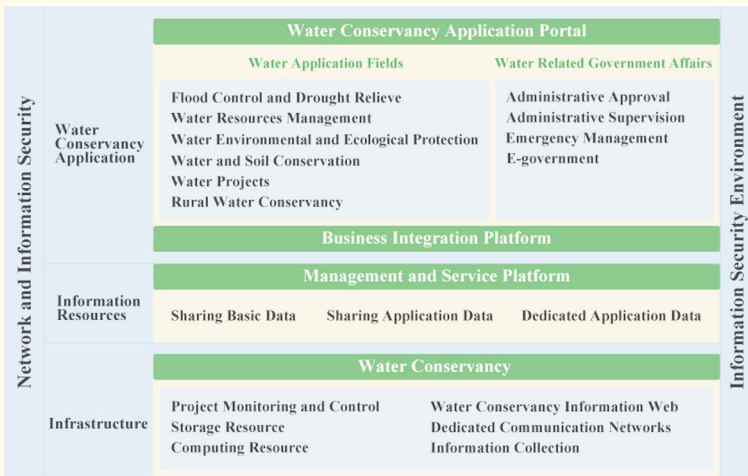 Network and Information Security
Water
Conservancy
Application
Water Conservancy Application Portal
Water Application Fields
Flood Control and Drought Relieve
Water Resources Management
Water Environmental and Ecological Protection
Water and Soil Conservation
Water Projects
Rural Water Conservancy
Water Related Government Affairs
Administrative Approval
Administrative Supervision
Emergency Management
E-government
Business Integration Platform
Information
Resources
Management and Service Platform
Sharing Basic Data
Sharing Application Data
Dedicated Application Data
Infrastructure
Water Conservancy
Project Monitoring and Control
Storage Resource
Computing Resource
Water Conservancy Information Web
Dedicated Communication Networks
Information Collection
Information Security Environment